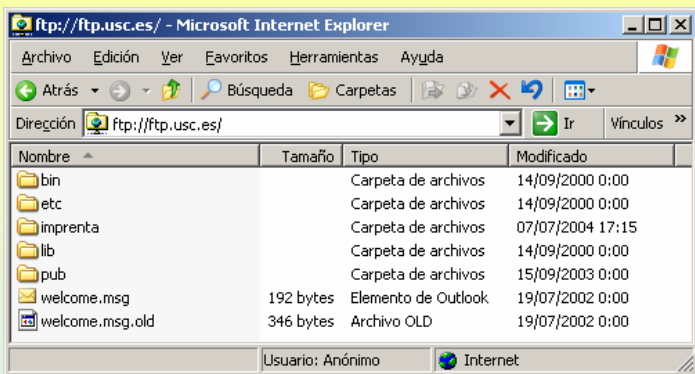 ftp://ftp.usc.es/ - Microsoft Internet Explorer
Archivo Edición Ver Favoritos Herramientas Ayuda
Atrás Búsqueda Carpetas
Dirección ftp://ftp.usc.es/ Ir Vínculos »
Nombre Tamaño Tipo Modificado
bin Carpeta de archivos 14/09/2000 0:00
etc Carpeta de archivos 14/09/2000 0:00
imprenta Carpeta de archivos 07/07/2004 17:15
lib Carpeta de archivos 14/09/2000 0:00
pub Carpeta de archivos 15/09/2003 0:00
welcome.msg 192 bytes Elemento de Outlook 19/07/2002 0:00
welcome.msg.old 346 bytes Archivo OLD 19/07/2002 0:00
Usuario: Anónimo Internet